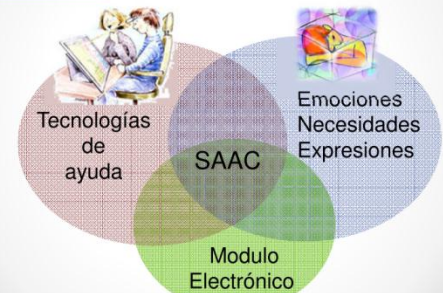 Tecnologías
de
ayuda
Emociones
Necesidades
Expresiones
SAAC
Modulo
Electrónico